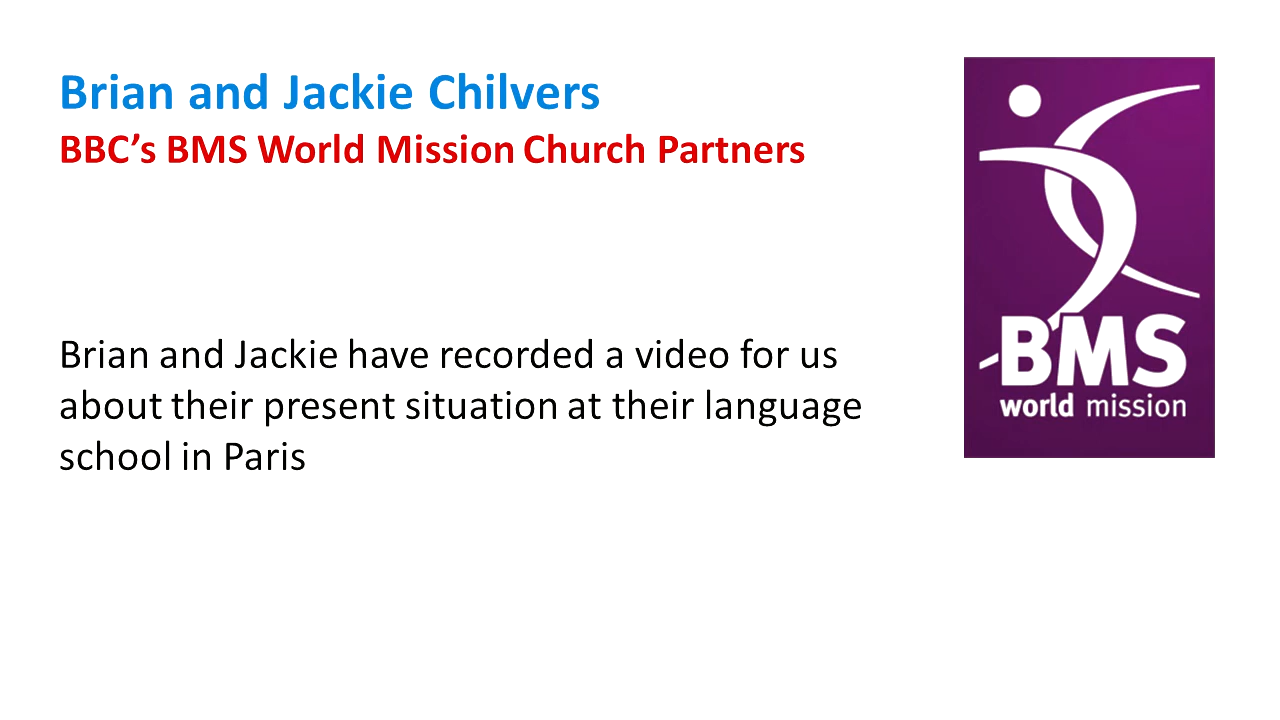 Brian and Jackie Chilvers
BBC’s BMS World Mission Church Partners
Brian and Jackie have recorded a video for us
about their present situation at their language
school in Paris
BMS
world mission